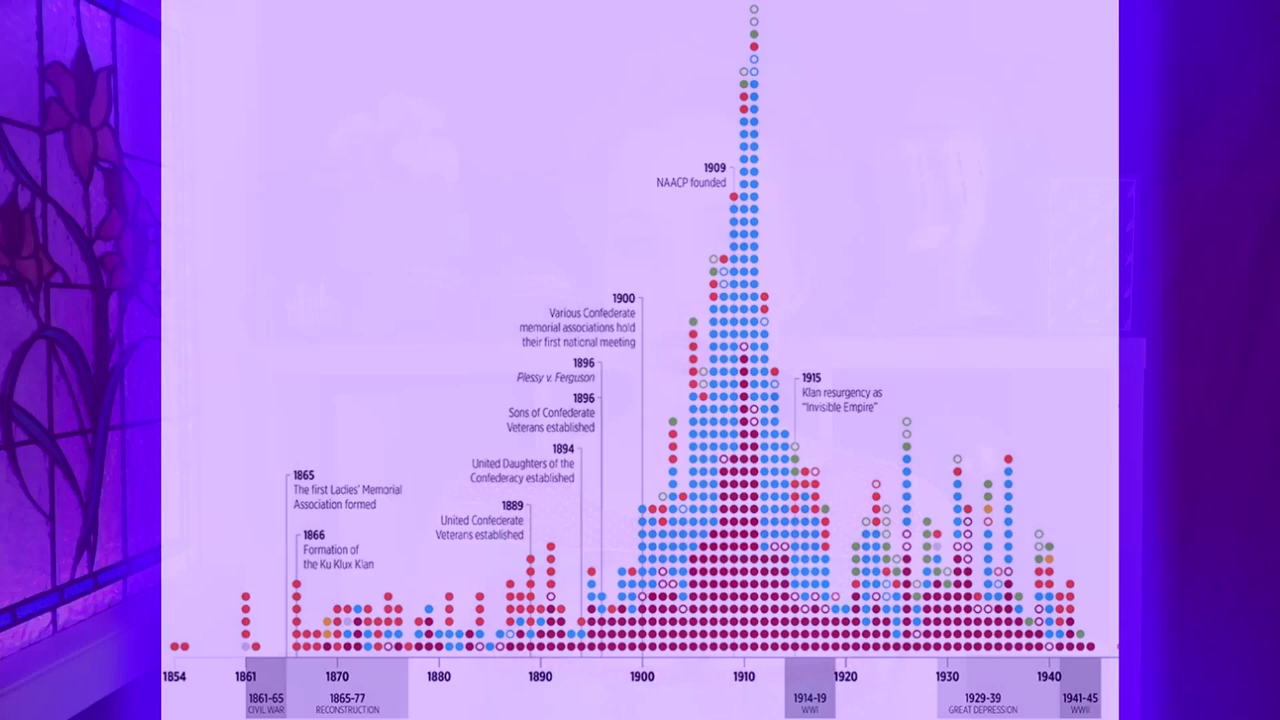 1909
NAACP founded
1900
Various Confederate
memorial associations hold
their first national meeting
1896
Plessy v. Ferguson
1896
Sons of Confederate
Veterans established
1894
United Daughters of the
Confederacy established
1889
United Confederate
Veterans established
1915
Klan resurgency as
"Invisible Empire"
1865
The first Ladies' Memorial
Association formed
1866
Formation of
the Ku Klux Klan
1854 1861 1870 1880 1890 1900 1910 1920 1930 1940
1861-65 1865-77 1914-19 1929-39 1941-45
CIVIL WAR RECONSTRUCTION WWI GREAT DEPRESSION WWII